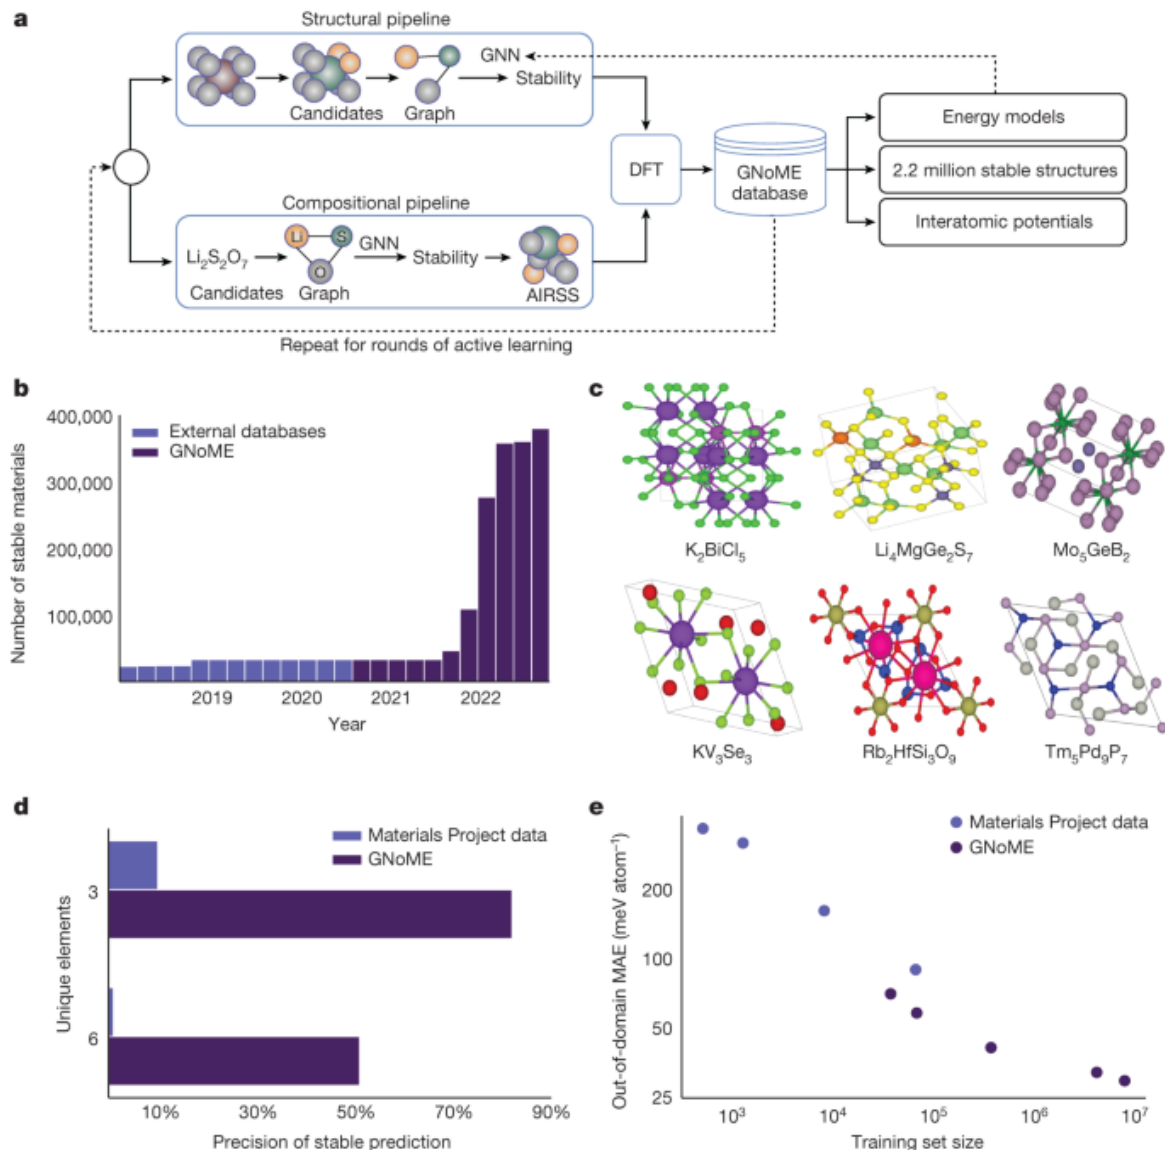 a
Structural pipeline
GNN
Stability
Candidates
Graph
DFT
GNoME
database
Energy models
2.2 million stable structures
Interatomic potentials
Compositional pipeline
Li₂S₂O₇
Li
S
O
GNN
Stability
Candidates
Graph
AIRSS
Repeat for rounds of active learning
b
Number of stable materials
400,000
300,000
200,000
100,000
External databases
GNoME
2019
2020
2021
2022
Year
c
K₂BiCl₅
Li₄MgGe₂S₇
Mo₅GeB₂
KV₃Se₃
Rb₂HfSi₃O₉
Tm₅Pd₉P₇
d
Unique elements
3
6
Materials Project data
GNoME
10%
30%
50%
70%
90%
Precision of stable prediction
e
Out-of-domain MAE (meV atom⁻¹)
200
100
50
25
Materials Project data
GNoME
10³
10⁴
10⁵
10⁶
10⁷
Training set size